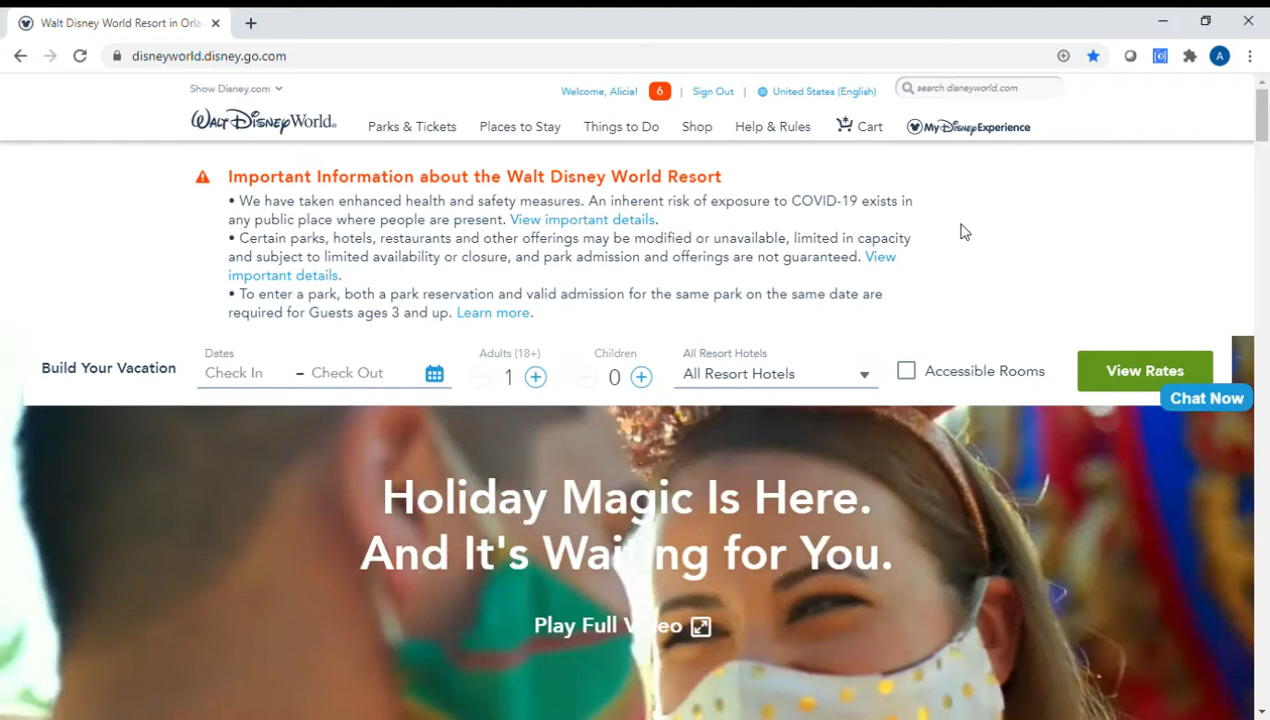 Walt Disney World Resort in Orla
disneyworld.disney.go.com
A
Show Disney.com
Welcome, Alicia! 6 | Sign Out | United States (English)
search disneyworld.com
Walt Disney World
Parks & Tickets Places to Stay Things to Do Shop Help & Rules Cart My Disney Experience
Important Information about the Walt Disney World Resort
• We have taken enhanced health and safety measures. An inherent risk of exposure to COVID-19 exists in
any public place where people are present. View important details.
• Certain parks, hotels, restaurants and other offerings may be modified or unavailable, limited in capacity
and subject to limited availability or closure, and park admission and offerings are not guaranteed. View
important details.
• To enter a park, both a park reservation and valid admission for the same park on the same date are
required for Guests ages 3 and up. Learn more.
Dates Adults (18+) Children All Resort Hotels
Build Your Vacation Check In – Check Out 1 0 All Resort Hotels Accessible Rooms View Rates
Chat Now
Holiday Magic Is Here.
And It's Waiting for You.
Play Full Video